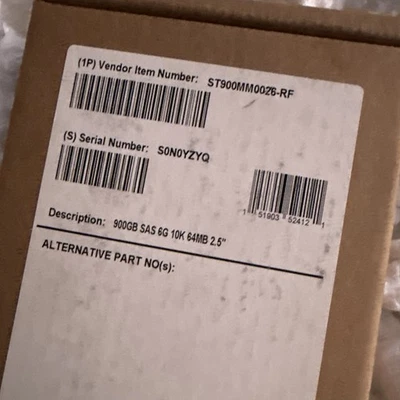 (1P) Vendor Item Number: ST900MM0026-RF
(S) Serial Number: S0N0YZYQ
1 51903 52412 1
Description: 900GB SAS 6G 10K 64MB 2.5"
ALTERNATIVE PART NO(s):